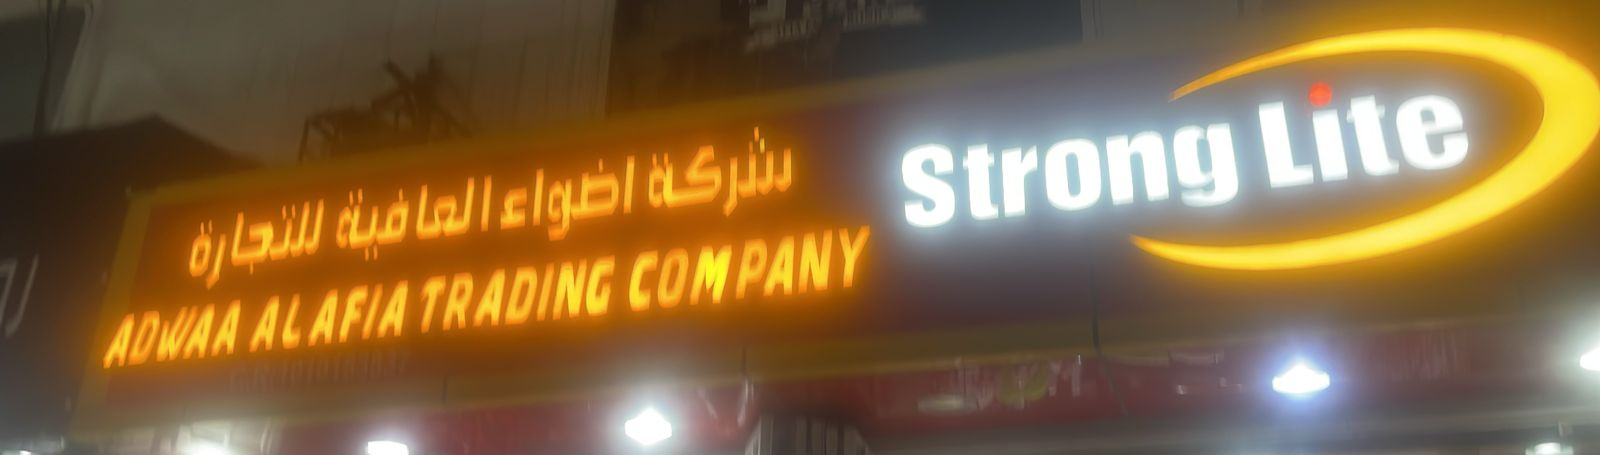 شركة اضواء العافية للتجارة
ADWAA AL AFIA TRADING COMPANY
Strong Lite